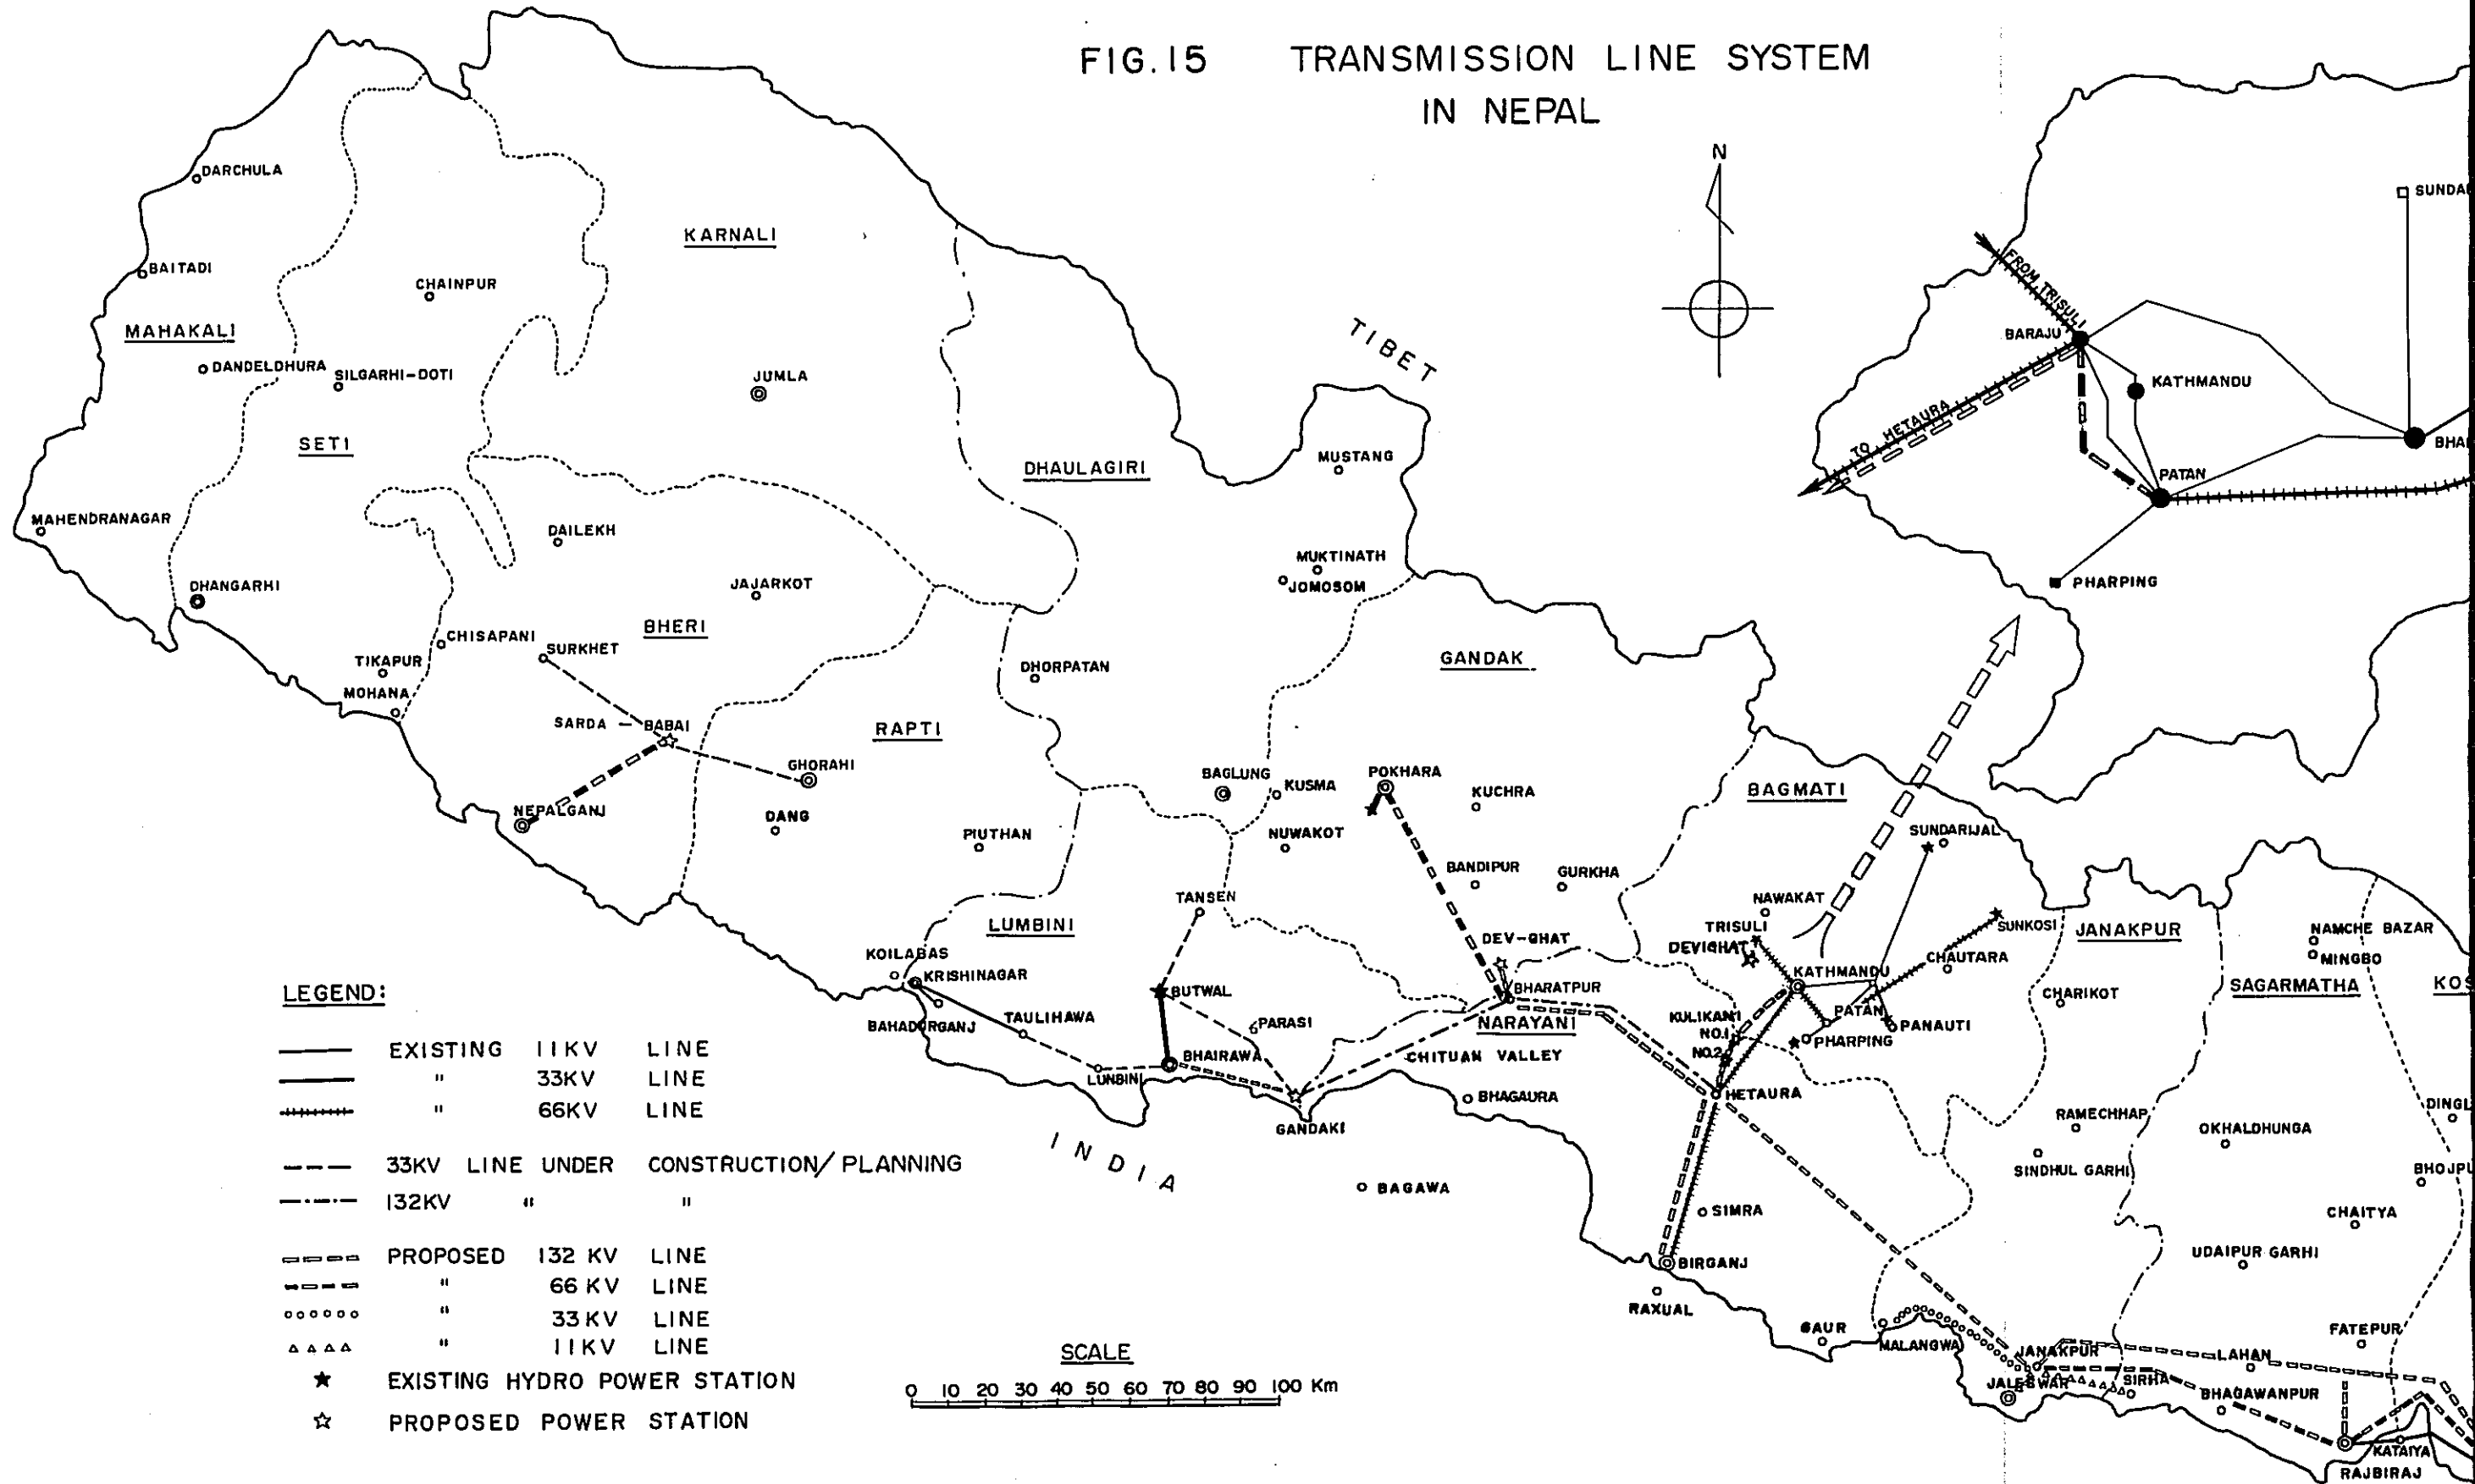 FIG.15 TRANSMISSION LINE SYSTEM
IN NEPAL
N
DARCHULA
BAITADI
KARNALI
CHAINPUR
MAHAKALI
DANDELDHURA
SILGARHI-DOTI
JUMLA
SETI
TIBET
DHAULAGIRI
MUSTANG
MAHENDRANAGAR
DAILEKH
MUKTINATH
JOMOSOM
DHANGARHI
JAJARKOT
BHERI
CHISAPANI
SURKHET
TIKAPUR
MOHANA
DHORPATAN
GANDAK
SARDA - BABAI
RAPTI
GHORAHI
NEPALGANJ
DANG
PIUTHAN
BAGLUNG
KUSMA
POKHARA
KUCHRA
NUWAKOT
BANDIPUR
GURKHA
BAGMATI
SUNDARIJAL
TANSEN
LUMBINI
NAWAKAT
TRISULI
DEVIGHAT
DEV-GHAT
SUNKOSI
JANAKPUR
NAMCHE BAZAR
MINGBO
KOILABAS
KRISHINAGAR
BUTWAL
BHARATPUR
KATHMANDU
CHAUTARA
CHARIKOT
SAGARMATHA
KOS
BAHADURGANJ
TAULIHAWA
PARASI
NARAYANI
KULIKANI
NO.1
NO.2
PATAN
PANAUTI
PHARPING
LUNBINI
BHAIRAWA
CHITUAN VALLEY
HETAURA
GANDAKI
BHAGAURA
INDIA
BAGAWA
RAMECHHAP
SINDHUL GARHI
OKHALDHUNGA
DINGL
BHOJPU
SIMRA
CHAITYA
UDAIPUR GARHI
BIRGANJ
RAXUAL
GAUR
MALANGWA
JANAKPUR
JALESWAR
SIRHA
LAHAN
FATEPUR
BHAGAWANPUR
KATAIYA
RAJBIRAJ
FROM TRISULI
BARAJU
TO HETAURA
KATHMANDU
PATAN
PHARPING
SUNDA
BHA
LEGEND:
EXISTING 11KV LINE
" 33KV LINE
" 66KV LINE
33KV LINE UNDER CONSTRUCTION/PLANNING
132KV " "
PROPOSED 132 KV LINE
" 66 KV LINE
" 33 KV LINE
" 11KV LINE
EXISTING HYDRO POWER STATION
PROPOSED POWER STATION
SCALE
0 10 20 30 40 50 60 70 80 90 100 Km